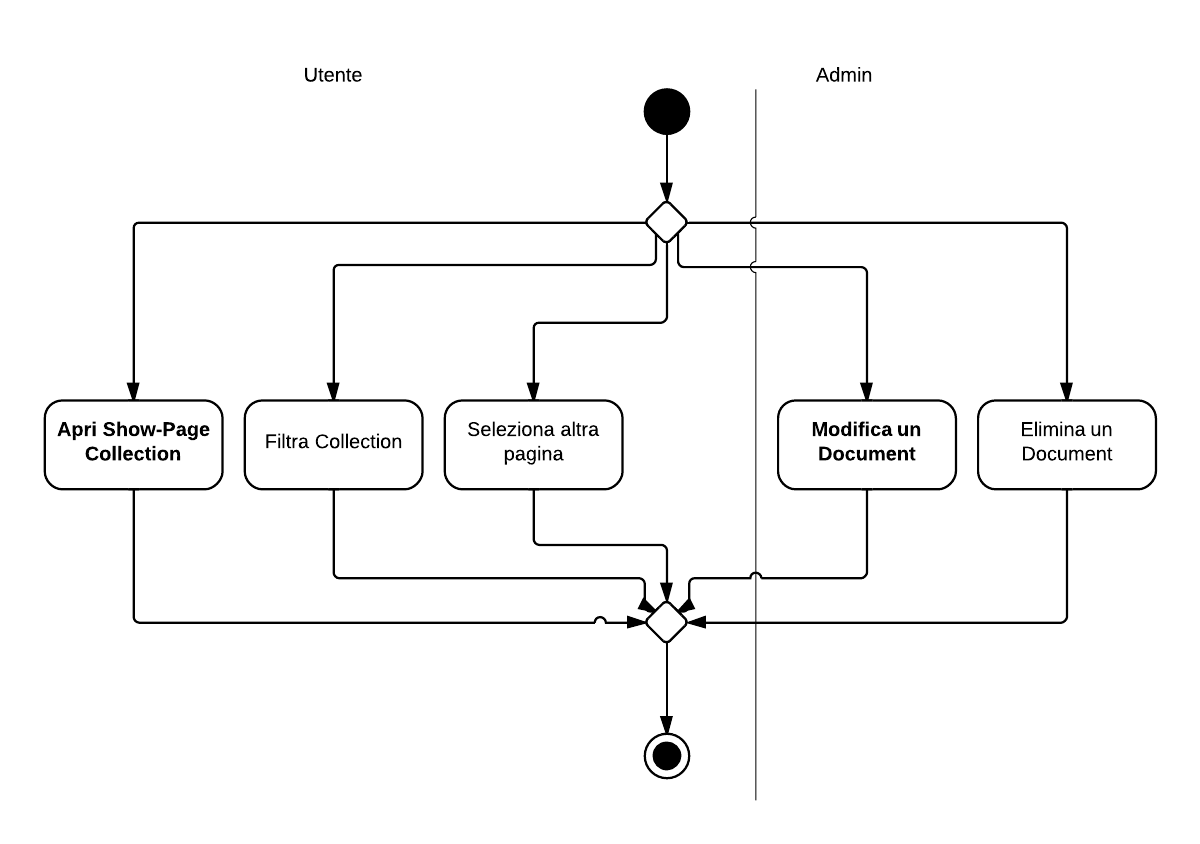 Utente
Admin
Apri Show-Page
Collection
Filtra Collection
Seleziona altra
pagina
Modifica un
Document
Elimina un
Document